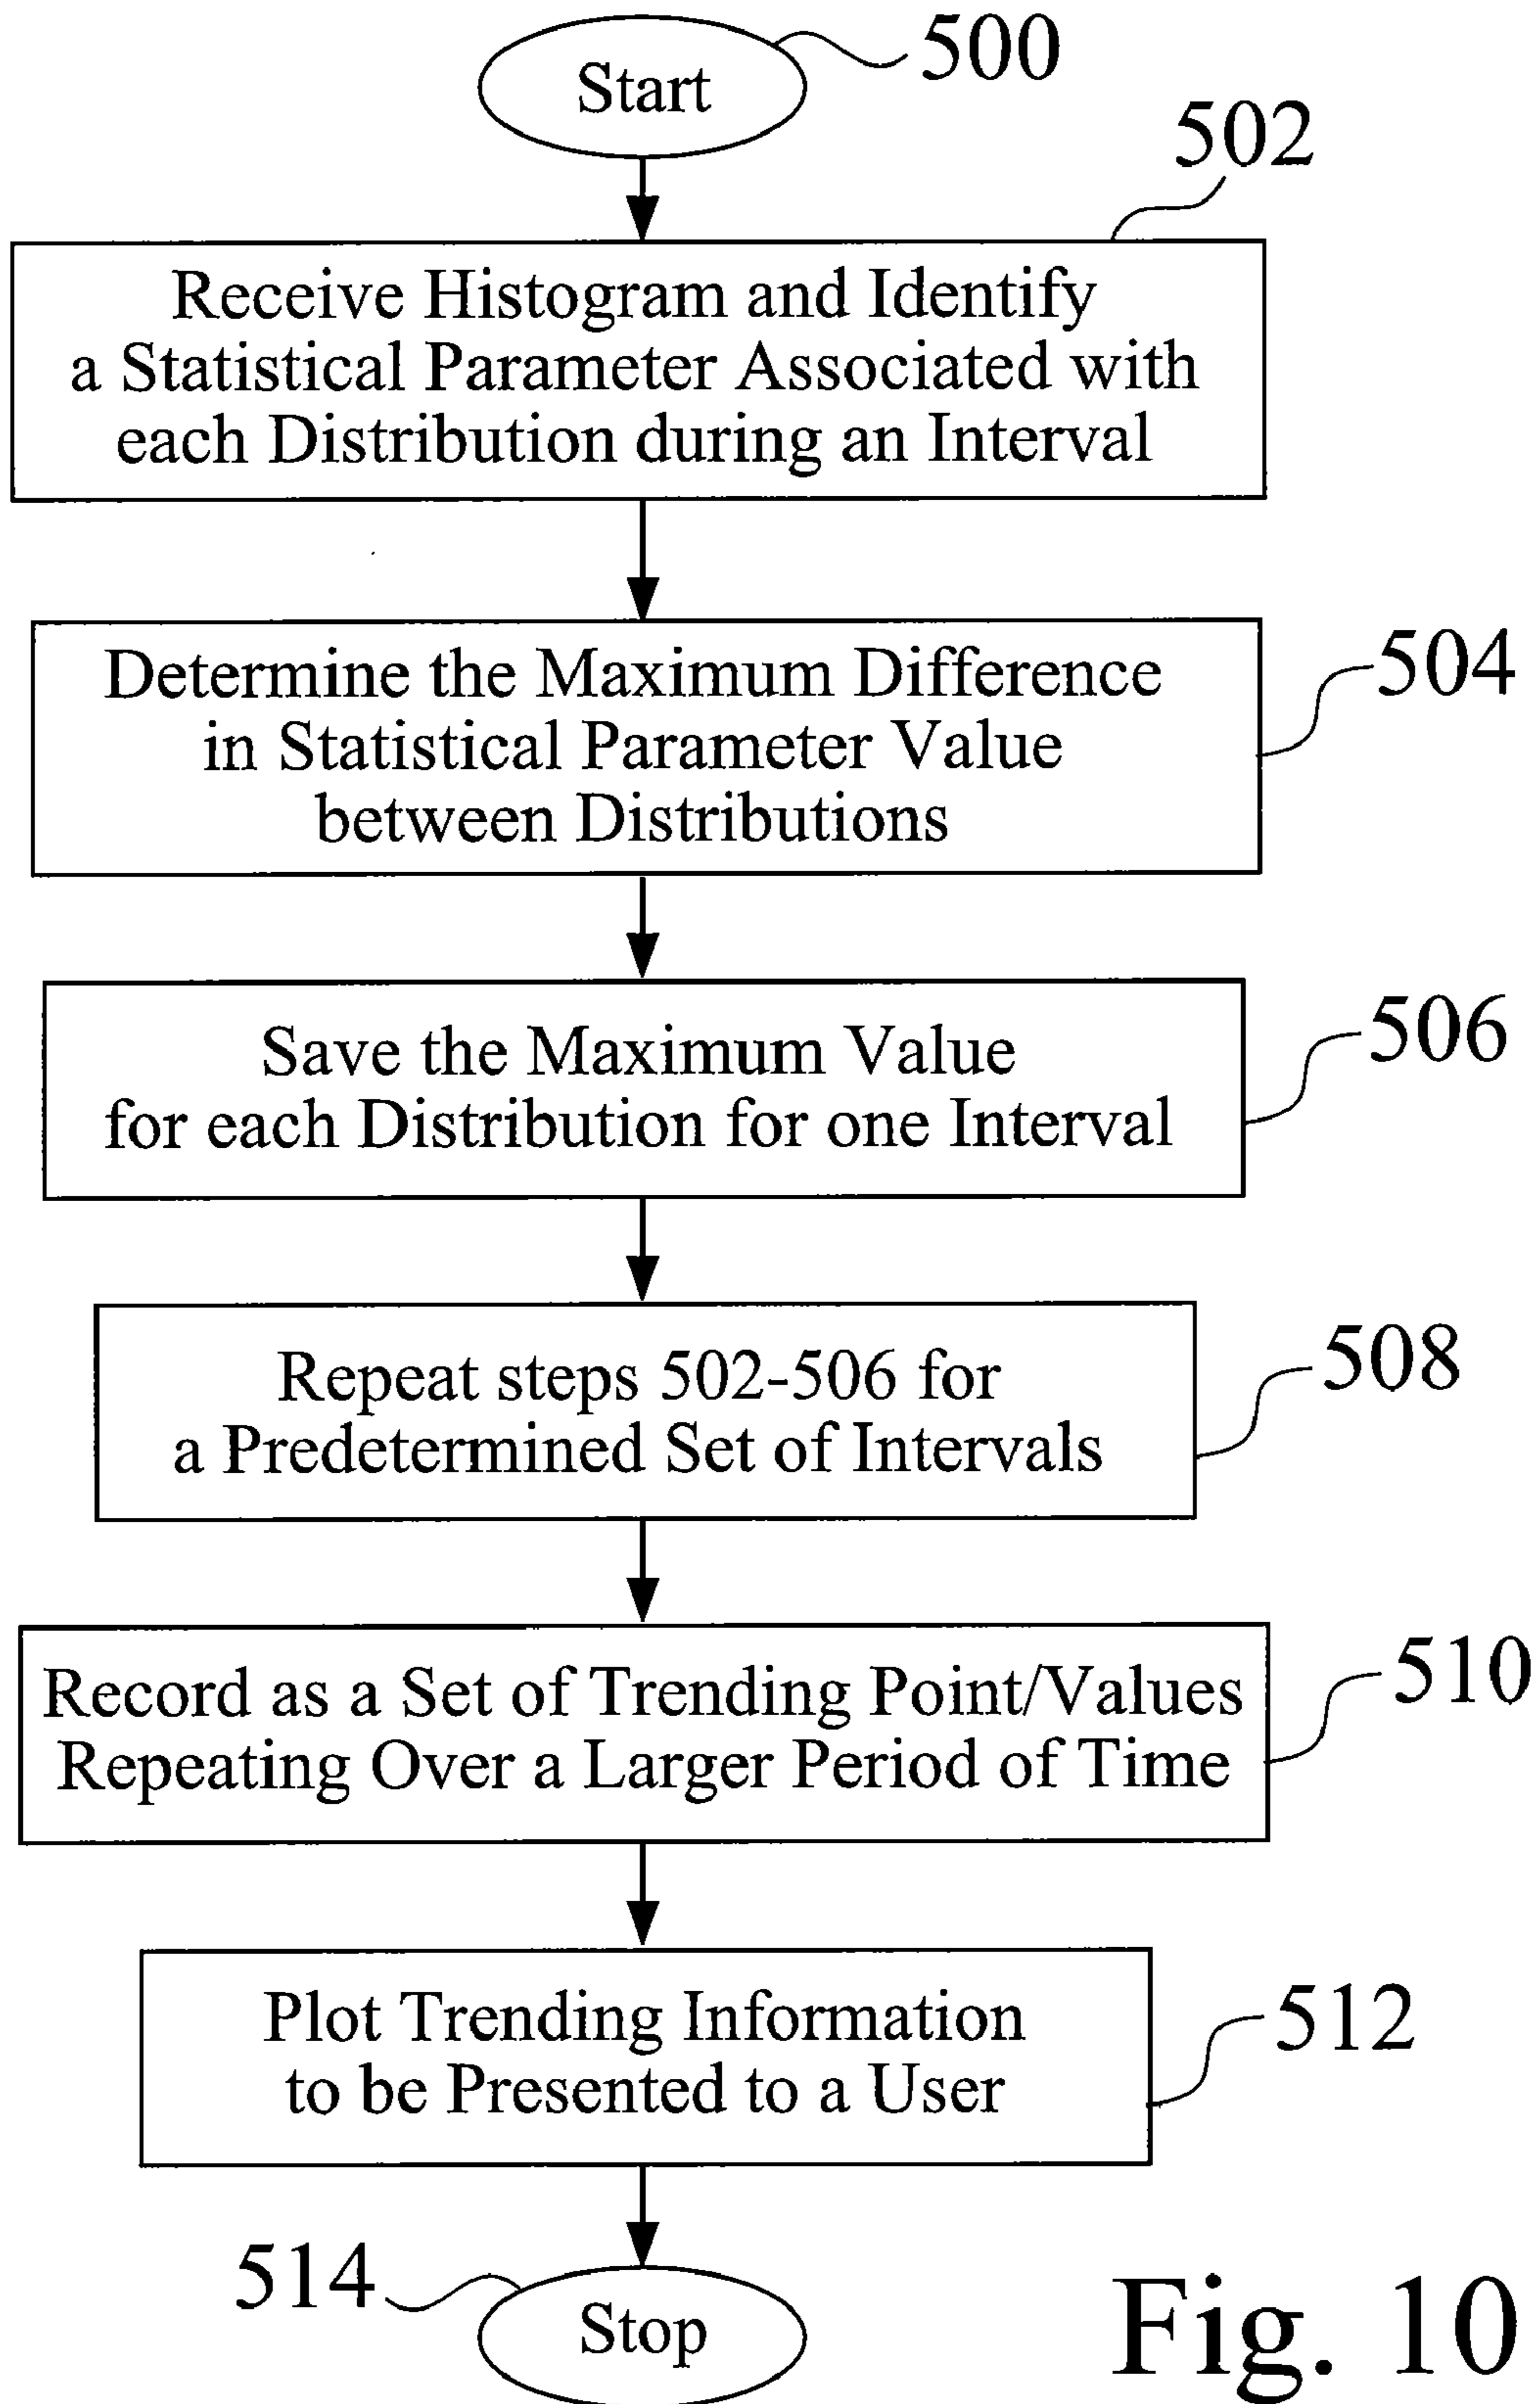 500
Start
502
Receive Histogram and Identify
a Statistical Parameter Associated with
each Distribution during an Interval
504
Determine the Maximum Difference
in Statistical Parameter Value
between Distributions
506
Save the Maximum Value
for each Distribution for one Interval
508
Repeat steps 502-506 for
a Predetermined Set of Intervals
510
Record as a Set of Trending Point/Values
Repeating Over a Larger Period of Time
512
Plot Trending Information
to be Presented to a User
514
Stop
Fig. 10